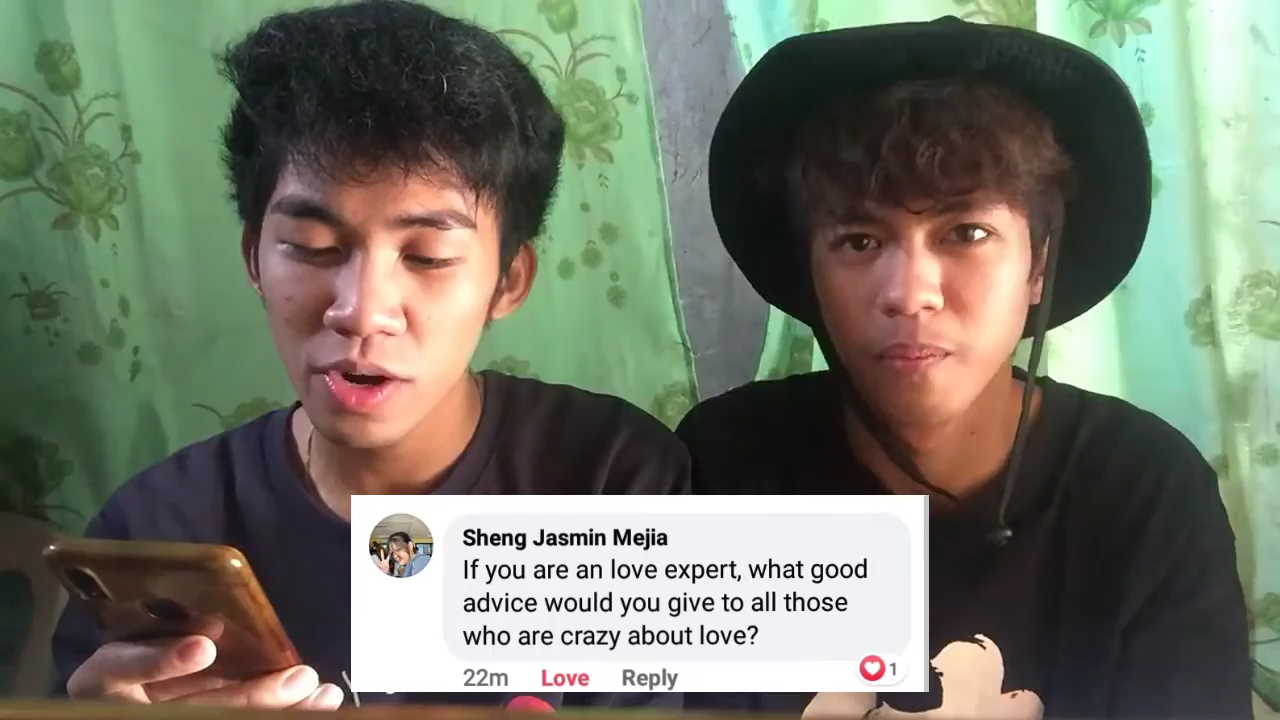 Sheng Jasmin Mejia
If you are an love expert, what good
advice would you give to all those
who are crazy about love?
22m Love Reply 1